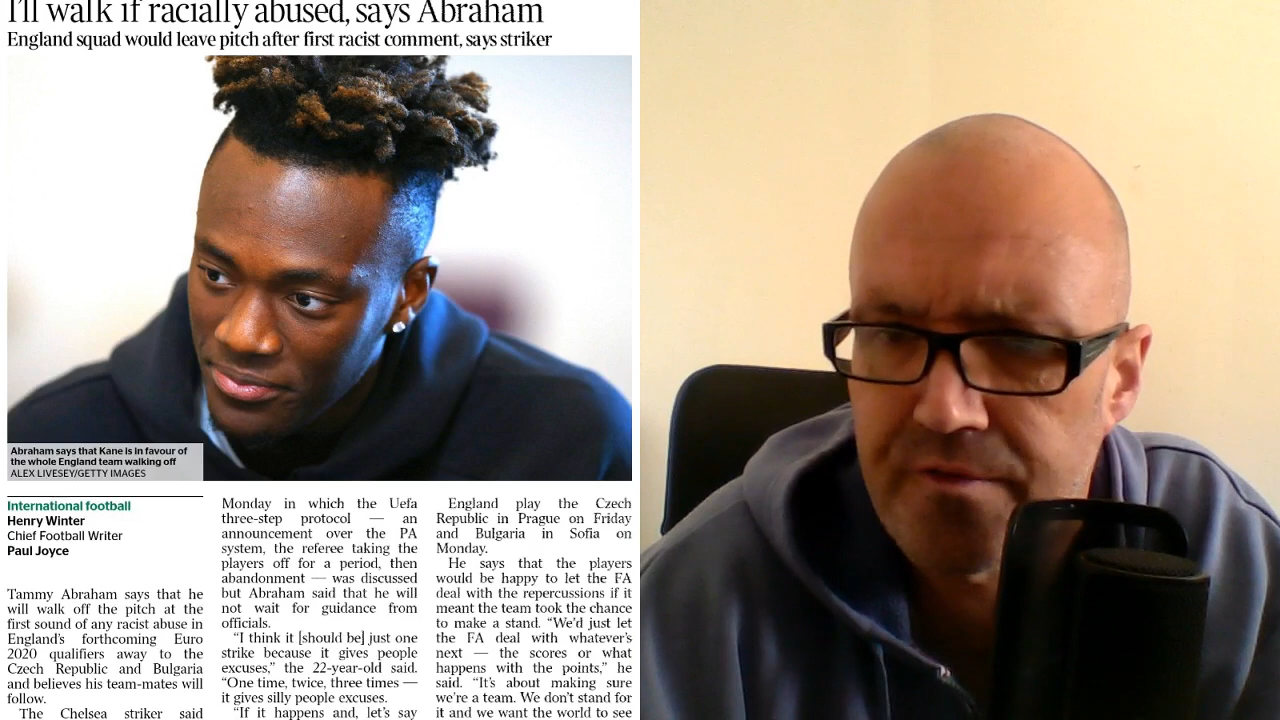 I'll walk if racially abused, says Abraham
England squad would leave pitch after first racist comment, says striker
Abraham says that Kane is in favour of
the whole England team walking off
ALEX LIVESEY/GETTY IMAGES
International football
Henry Winter
Chief Football Writer
Paul Joyce
Tammy Abraham says that he
will walk off the pitch at the
first sound of any racist abuse in
England's forthcoming Euro
2020 qualifiers away to the
Czech Republic and Bulgaria
and believes his team-mates will
follow.
The Chelsea striker said
Monday in which the Uefa
three-step protocol — an
announcement over the PA
system, the referee taking the
players off for a period, then
abandonment — was discussed
but Abraham said that he will
not wait for guidance from
officials.
“I think it [should be] just one
strike because it gives people
excuses,” the 22-year-old said.
“One time, twice, three times —
it gives silly people excuses.
“If it happens and, let's say
England play the Czech
Republic in Prague on Friday
and Bulgaria in Sofia on
Monday.
He says that the players
would be happy to let the FA
deal with the repercussions if it
meant the team took the chance
to make a stand. “We'd just let
the FA deal with whatever's
next — the scores or what
happens with the points,” he
said. “It's about making sure
we're a team. We don't stand for
it and we want the world to see